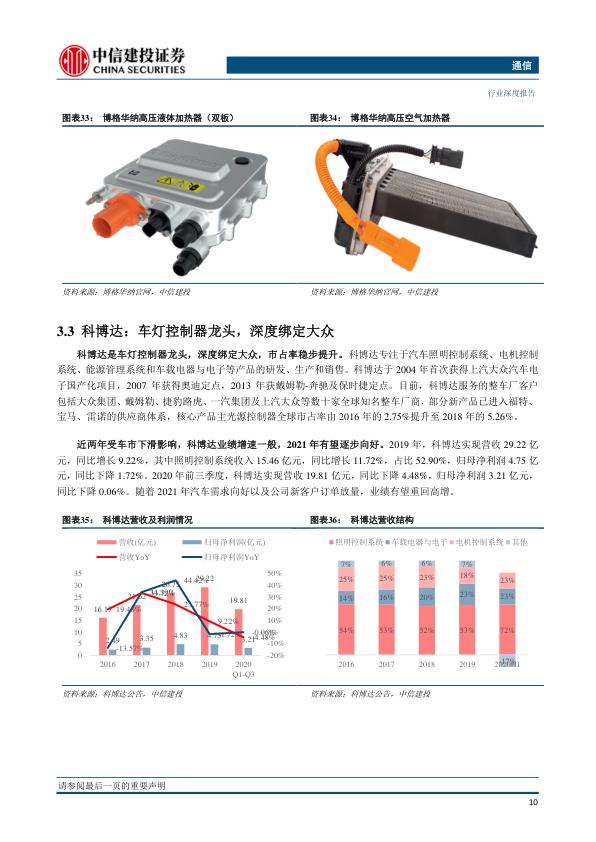 中信建投证券
CHINA SECURITIES
通信
行业深度报告
图表33： 博格华纳高压液体加热器（双板）
图表34： 博格华纳高压空气加热器
资料来源：博格华纳官网，中信建投
资料来源：博格华纳官网，中信建投
3.3 科博达：车灯控制器龙头，深度绑定大众
科博达是车灯控制器龙头，深度绑定大众，市占率稳步提升。科博达专注于汽车照明控制系统、电机控制
系统、能源管理系统和车载电器与电子等产品的研发、生产和销售。科博达于 2004 年首次获得上汽大众汽车电
子国产化项目，2007 年获得奥迪定点，2013 年获戴姆勒-奔驰及保时捷定点。目前，科博达服务的整车厂客户
包括大众集团、戴姆勒、捷豹路虎、一汽集团及上汽大众等数十家全球知名整车厂商，部分新产品已进入福特、
宝马、雷诺的供应商体系，核心产品主光源控制器全球市占率由 2016 年的 2.75%提升至 2018 年的 5.26%。
近两年受车市下滑影响，科博达业绩增速一般，2021 年有望逐步向好。2019 年，科博达实现营收 29.22 亿
元，同比增长 9.22%，其中照明控制系统收入 15.46 亿元，同比增长 11.72%，占比 52.90%，归母净利润 4.75 亿
元，同比下降 1.72%。2020 年前三季度，科博达实现营收 19.81 亿元，同比下降 4.48%，归母净利润 3.21 亿元，
同比下降 0.06%。随着 2021 年汽车需求向好以及公司新客户订单放量，业绩有望重回高增。
图表35： 科博达营收及利润情况
图表36： 科博达营收结构
营收(亿元) 归母净利润(亿元)
营收YoY 归母净利润YoY
35 50%
30 40%
25 30%
20 20%
15 10%
10 0%
5 -10%
0 -20%
29.22
19.81
19.4
44.42
9.22%
-0.06%
-4.48%
-13.57%
3.35
4.83
3.21
2016 2017 2018 2019 2020
Q1-Q3
照明控制系统 车载电器与电子 电机控制系统 其他
7% 6% 6% 7%
25% 25% 23% 18% 23%
14% 16% 20% 23% 23%
54% 53% 52% 53% 72%
2016 2017 2018 2019
资料来源：科博达公告，中信建投
资料来源：科博达公告，中信建投
请参阅最后一页的重要声明
10